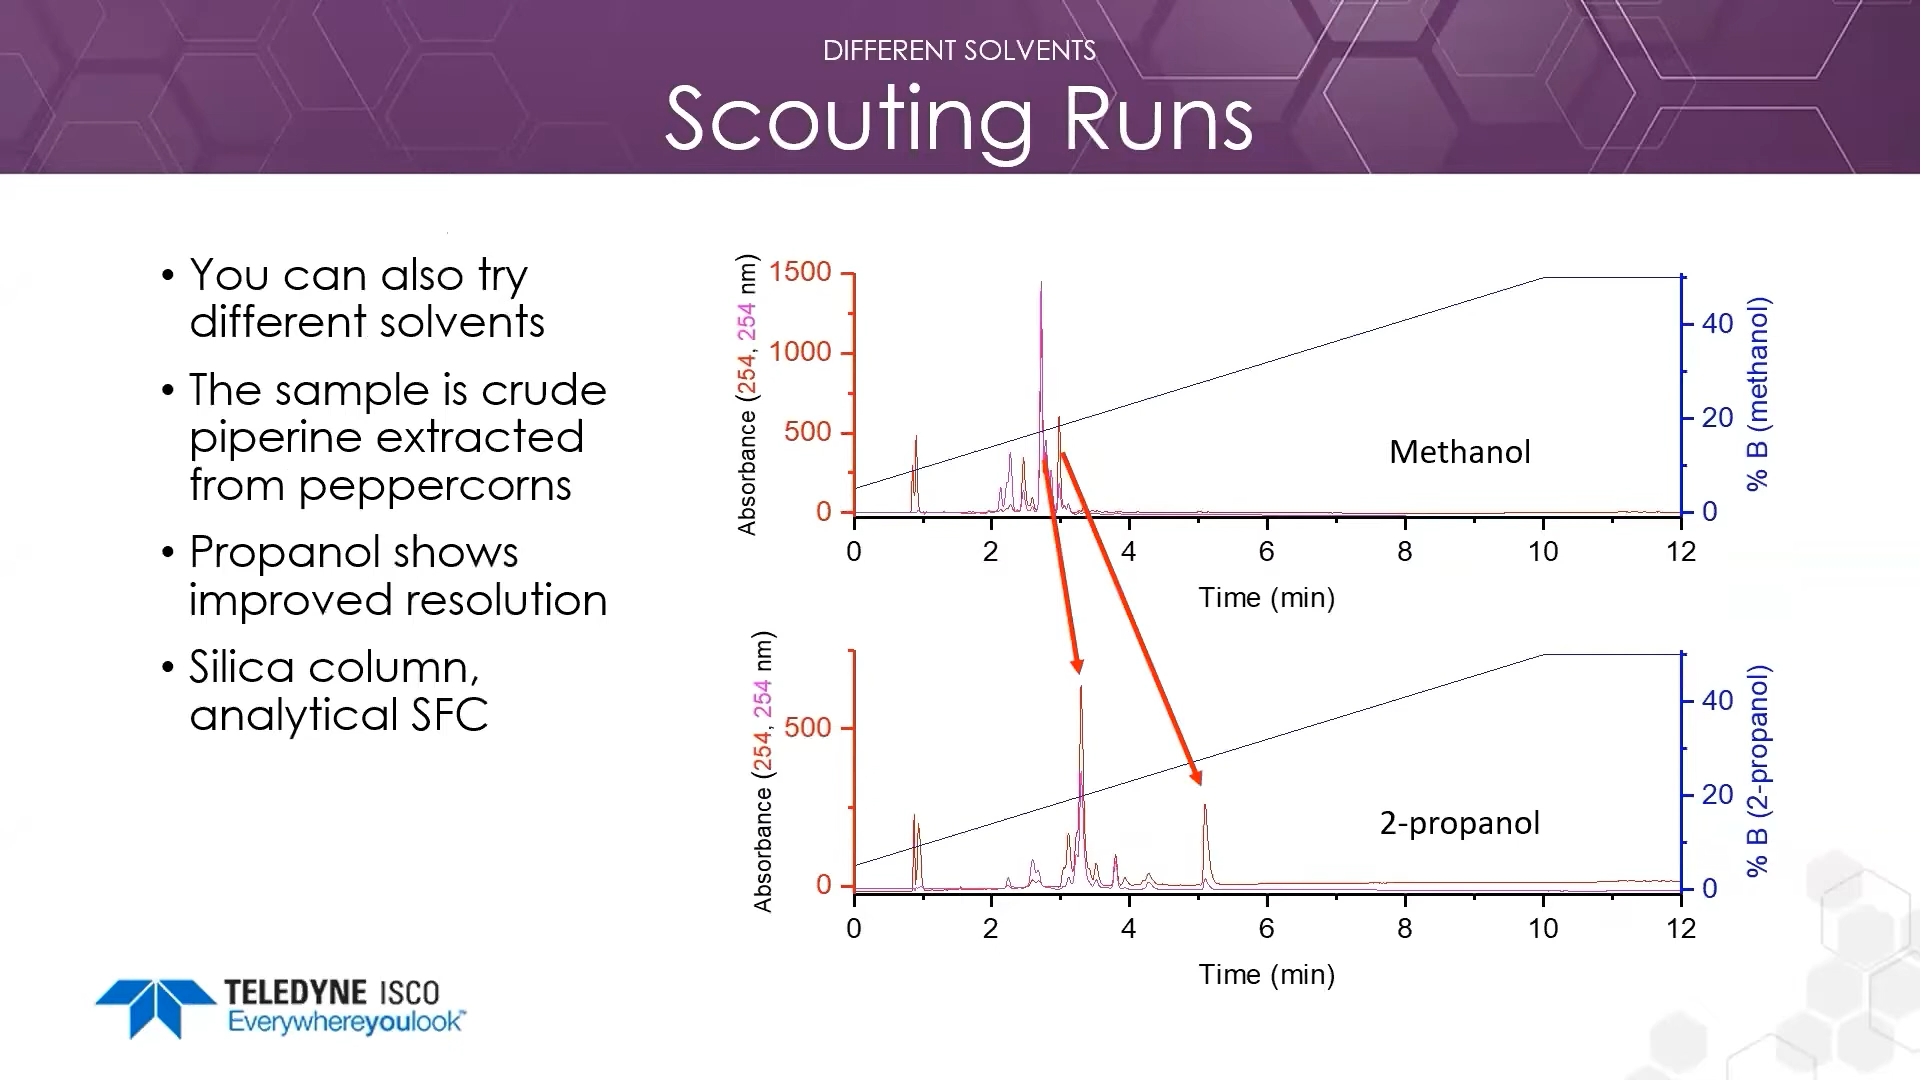 DIFFERENT SOLVENTS
Scouting Runs
• You can also try
different solvents
• The sample is crude
piperine extracted
from peppercorns
• Propanol shows
improved resolution
• Silica column,
analytical SFC
Absorbance (254, 254 nm)
1500
1000
500
0
0 2 4 6 8 10 12
Time (min)
Methanol
40
20
0
% B (methanol)
Absorbance (254, 254 nm)
500
0
0 2 4 6 8 10 12
Time (min)
2-propanol
40
20
0
% B (2-propanol)
TELEDYNE ISCO
Everywhereyoulook™